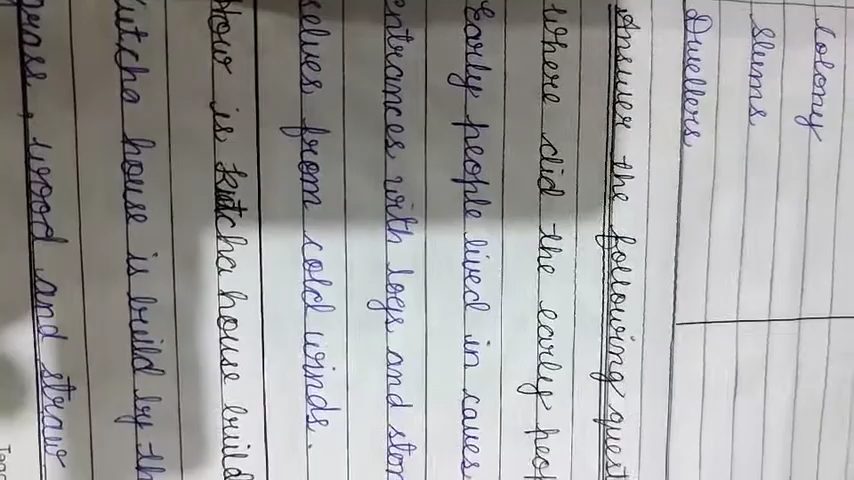 colony
Slums
Dwellers
Answer the following quest
Where did the early peop
Early people lived in caves
entrances with logs and ston
selves from cold winds.
How is kutcha house build
Kutcha house is build by th
grass, wood and straw